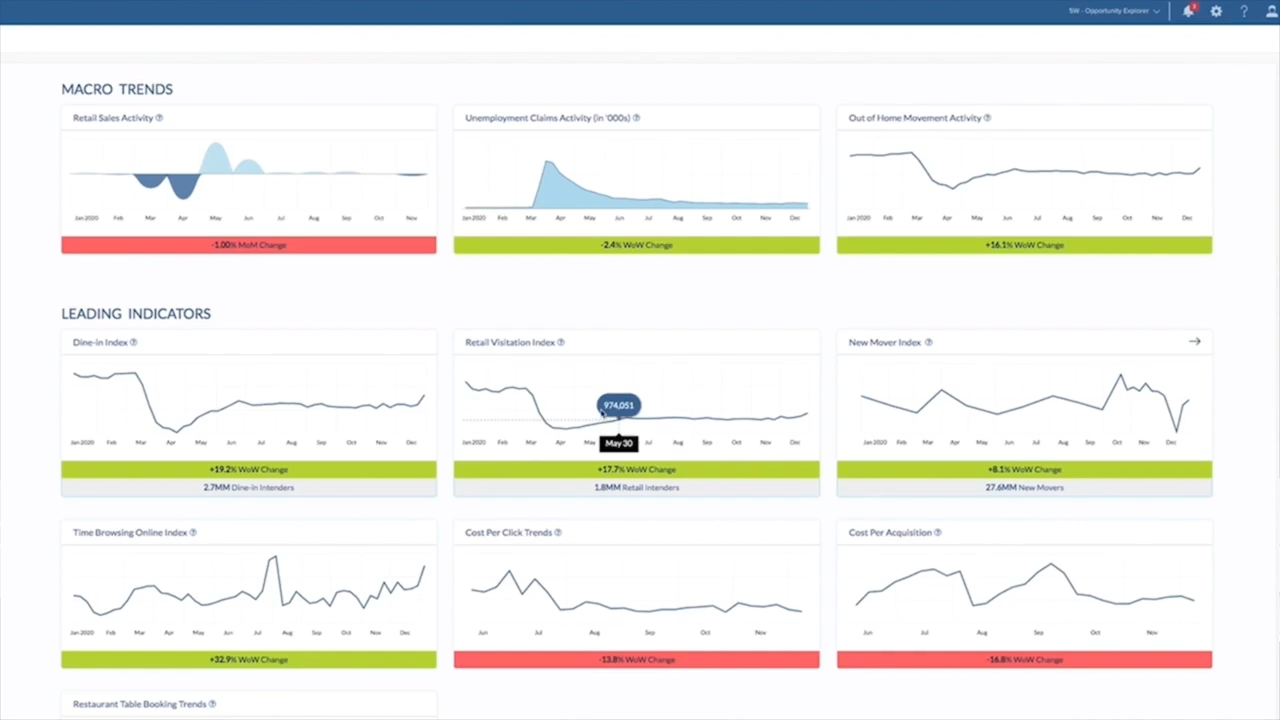 SW - Opportunity Explorer
MACRO TRENDS
Retail Sales Activity
Unemployment Claims Activity (in '000s)
Out of Home Movement Activity
Jan 2020 Feb Mar Apr May Jun Jul Aug Sep Oct Nov
Jan 2020 Feb Mar Apr May Jun Jul Aug Sep Oct Nov Dec
Jan 2020 Feb Mar Apr May Jun Jul Aug Sep Oct Nov Dec
-1.00% MoM Change
-2.4% WoW Change
+16.1% WoW Change
LEADING INDICATORS
Dine-in Index
Retail Visitation Index
New Mover Index
974,051
Jan 2020 Feb Mar Apr May Jun Jul Aug Sep Oct Nov Dec
Jan 2020 Feb Mar Apr May Jul Aug Sep Oct Nov Dec
May 30
Jan 2020 Feb Mar Apr May Jun Jul Aug Sep Oct Nov Dec
+19.2% WoW Change
+17.7% WoW Change
+8.1% WoW Change
2.7MM Dine-in Intenders
1.8MM Retail Intenders
27.6MM New Movers
Time Browsing Online Index
Cost Per Click Trends
Cost Per Acquisition
Jan 2020 Feb Mar Apr May Jun Jul Aug Sep Oct Nov Dec
Jun Jul Aug Sep Oct Nov
Jun Jul Aug Sep Oct Nov
+32.9% WoW Change
-13.8% WoW Change
-16.8% WoW Change
Restaurant Table Booking Trends